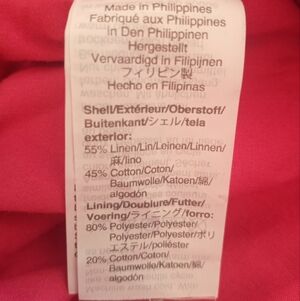 Made in Philippines
Fabriqué aux Philippines
In Den Philippinen
Hergestellt
Vervaardigd in Filipijnen
フィリピン製
Hecho en Filipinas
Shell/Extérieur/Oberstoff/
Buitenkant/シェル/tela
exterior:
55% Linen/Lin/Leinen/Linnen/
麻/lino
45% Cotton/Coton/
Baumwolle/Katoen/綿/
algodón
Lining/Doublure/Futter/
Voering/ライニング/forro:
80% Polyester/Polyester/
Polyester/Polyester/ポリ
エステル/poliéster
20% Cotton/Coton/
Baumwolle/Katoen/綿/
algodón